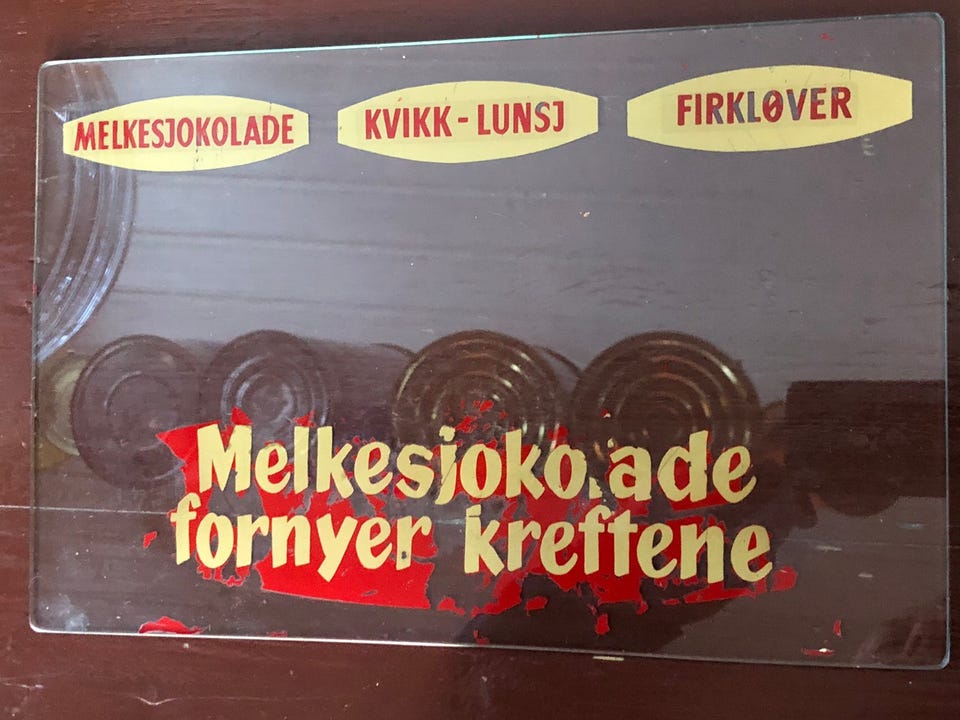 MELKESJOKOLADE KVIKK-LUNSJ FIRKLØVER
Melkesjokolade
fornyer kreftene